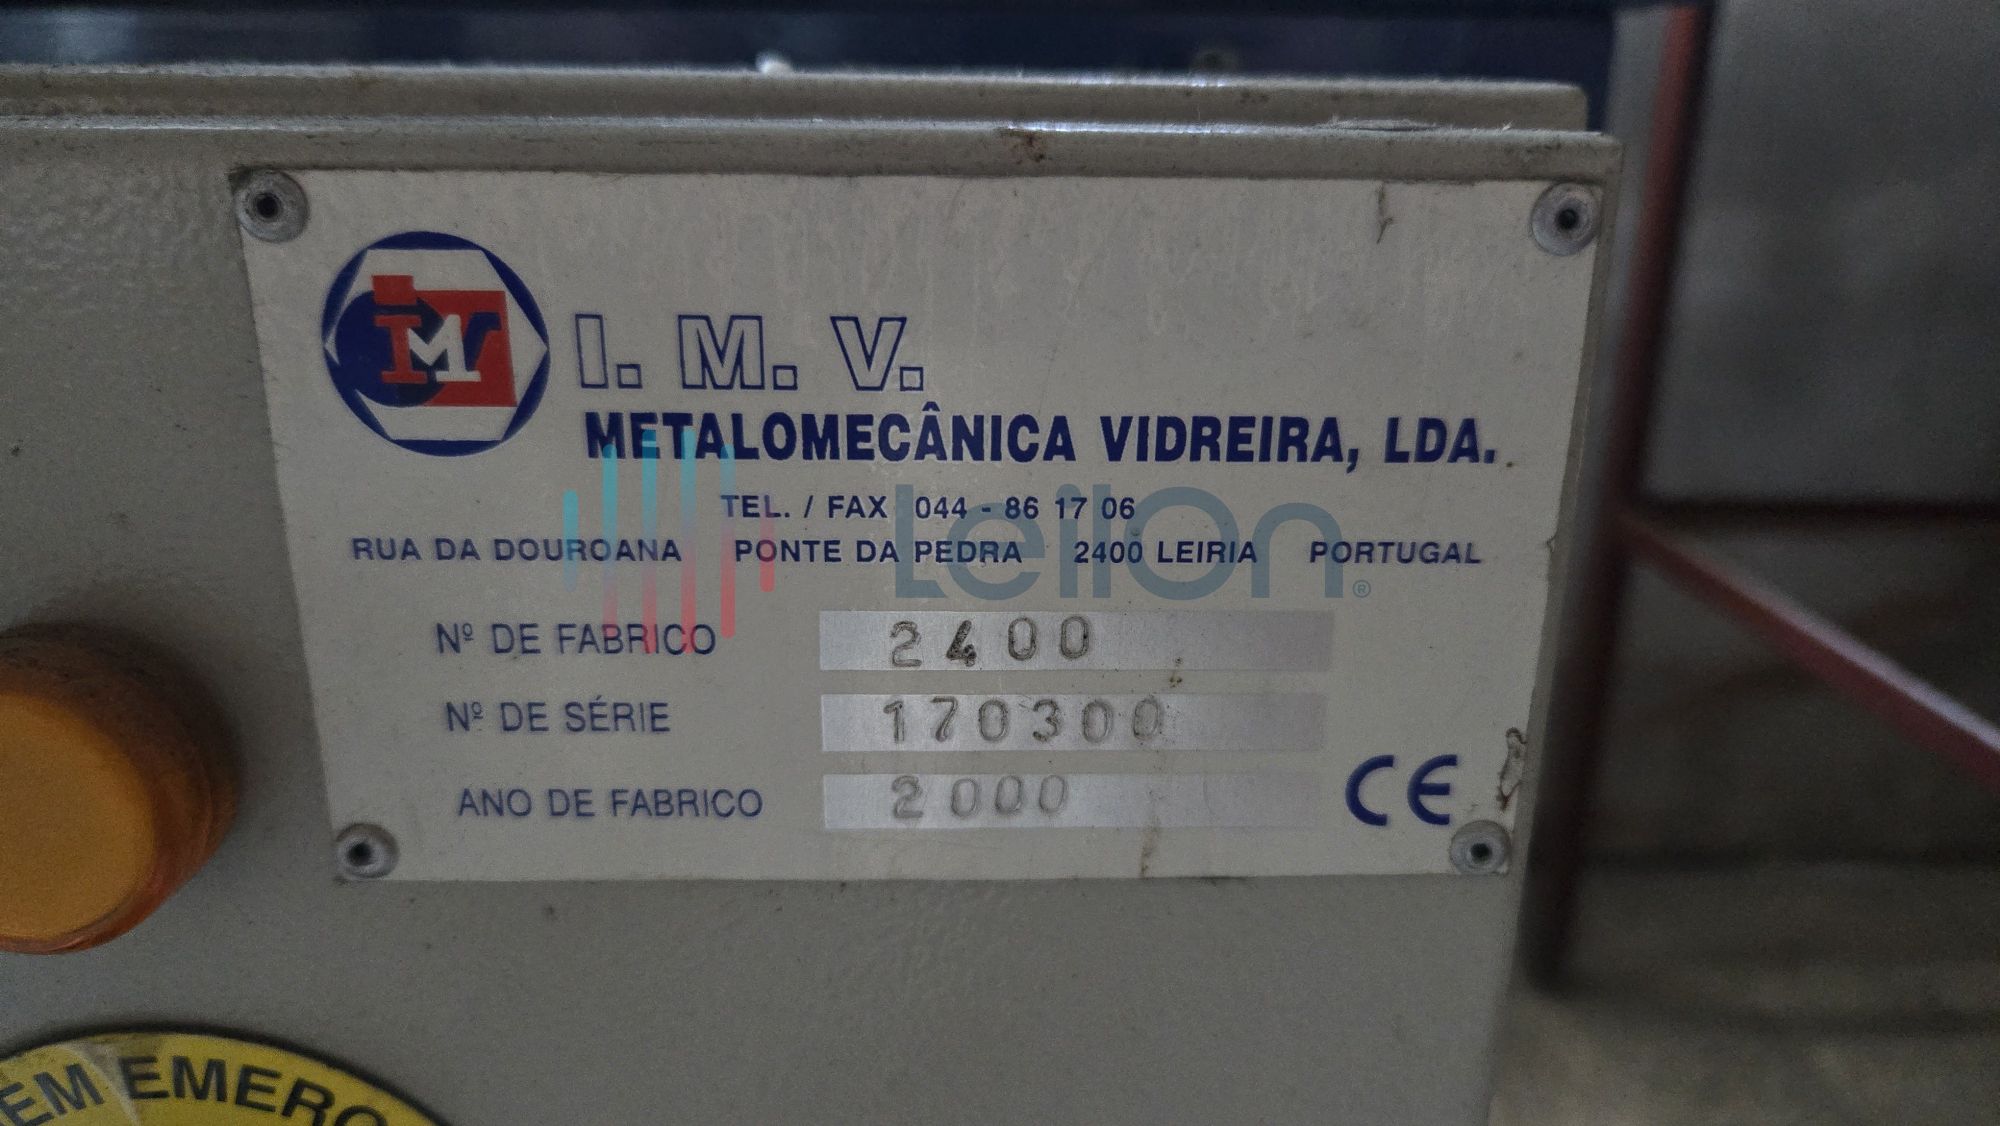 IMV
I. M. V.
METALOMECÂNICA VIDREIRA, LDA.
TEL. / FAX 044 - 86 17 06
LeilOn®
RUA DA DOUROANA PONTE DA PEDRA 2400 LEIRIA PORTUGAL
Nº DE FABRICO 2400
Nº DE SÉRIE 170300
ANO DE FABRICO 2000
CE
EM EMERG